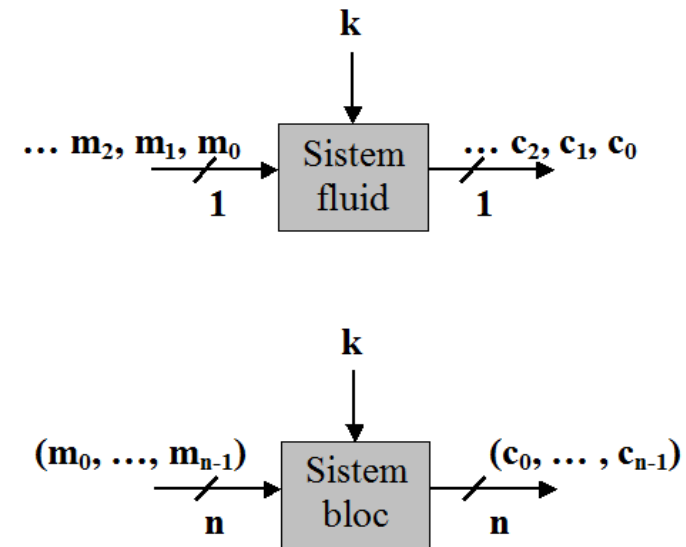 k
… m₂, m₁, m₀
Sistem
fluid
… c₂, c₁, c₀
1
1
k
(m₀, …, mₙ₋₁)
Sistem
bloc
(c₀, … , cₙ₋₁)
n
n